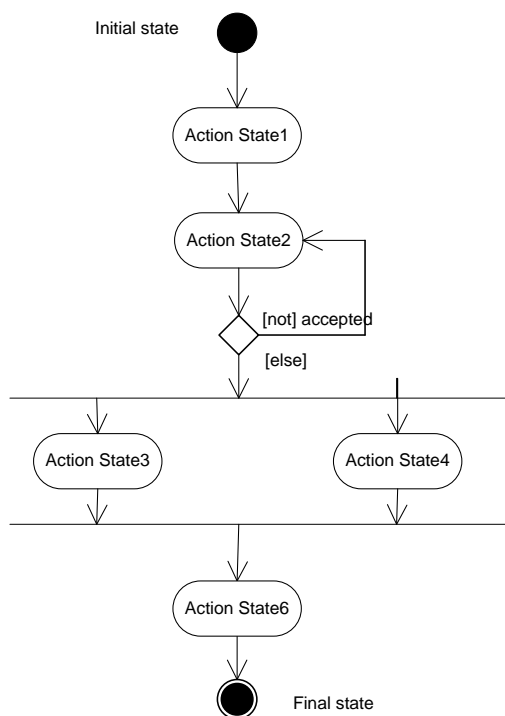 Initial state
Action State1
Action State2
[not] accepted
[else]
Action State3
Action State4
Action State6
Final state